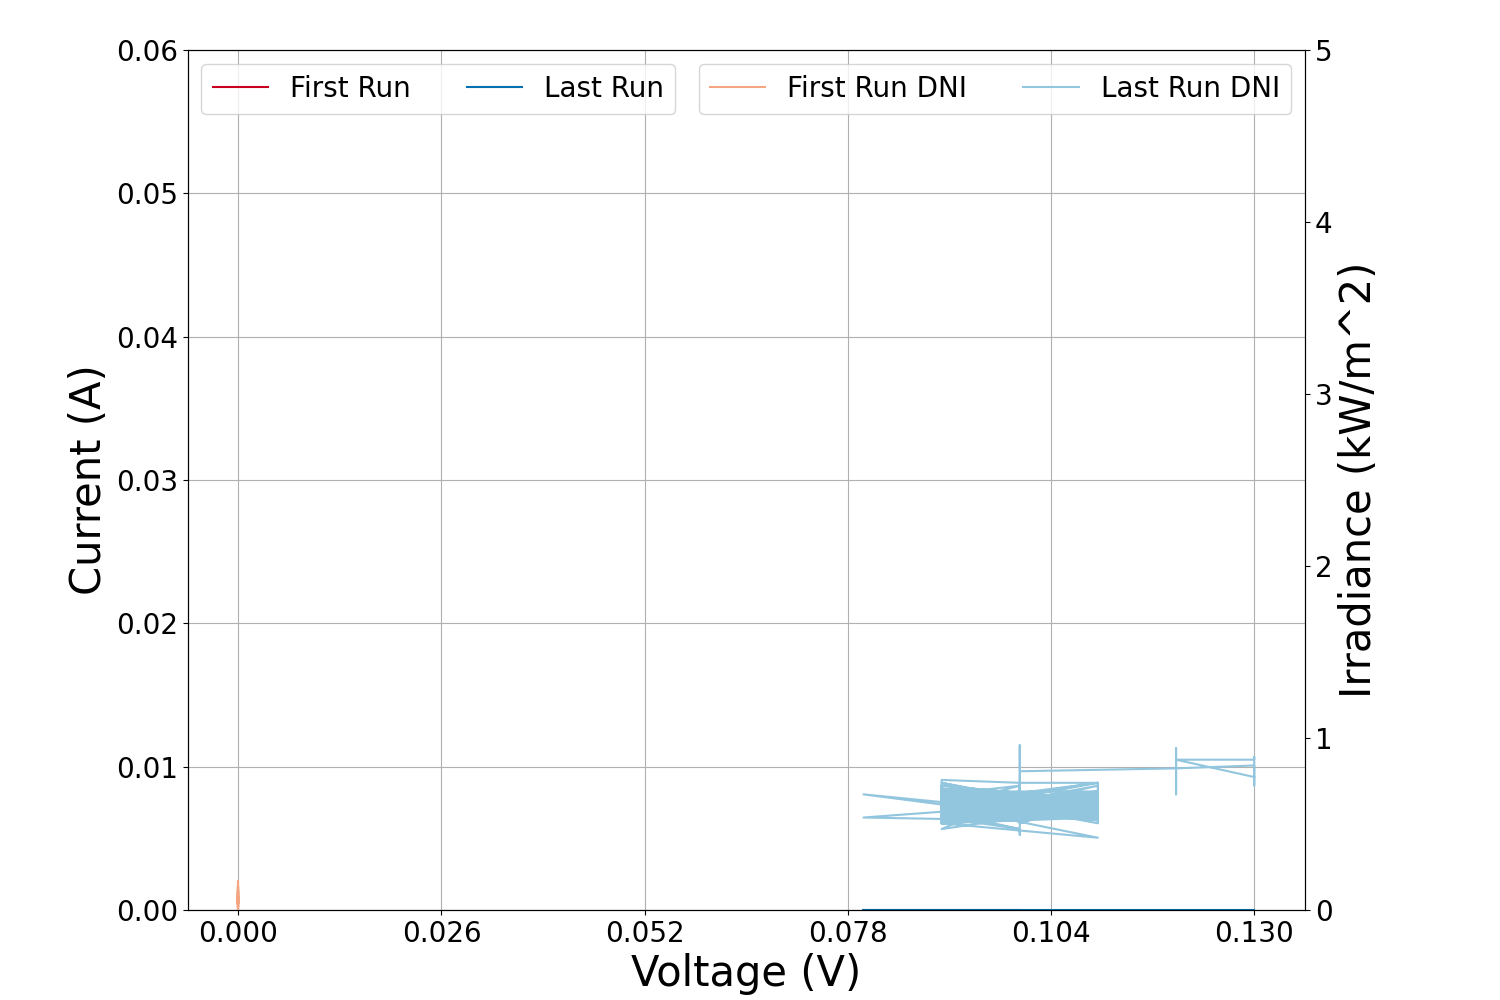 First Run
Last Run
First Run DNI
Last Run DNI
0.06
0.05
0.04
0.03
0.02
0.01
0.00
Current (A)
5
4
3
2
1
0
Irradiance (kW/m^2)
0.000
0.026
0.052
0.078
0.104
0.130
Voltage (V)